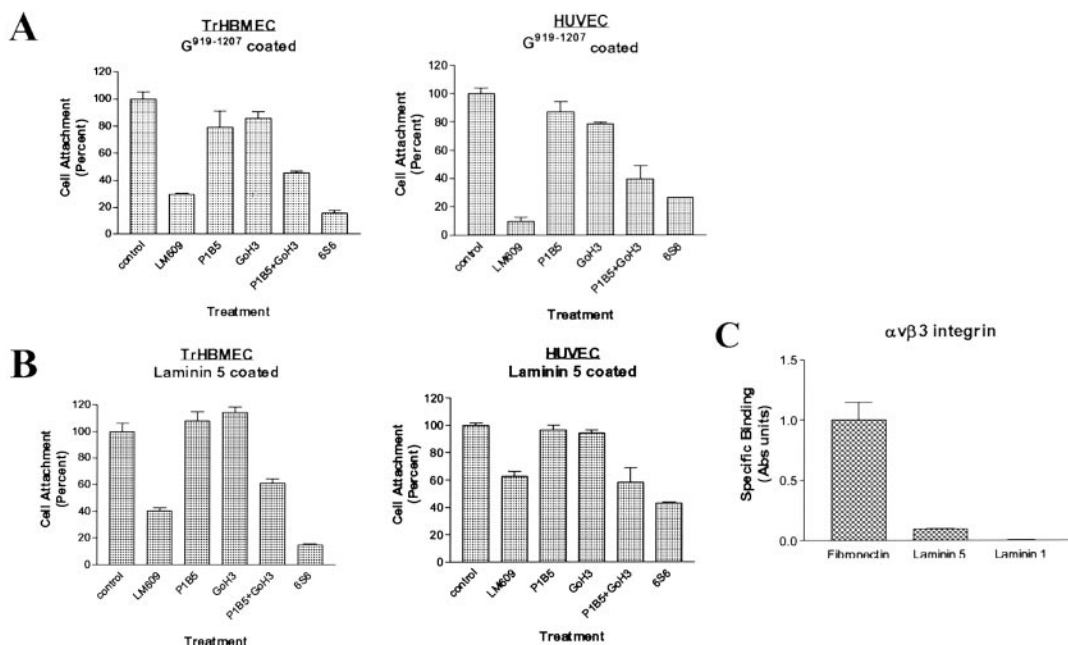 A
TrHBMEC
G919-1207 coated
Cell Attachment
(Percent)
120
100
80
60
40
20
0
control
LM609
P1B5
GoH3
P1B5+GoH3
6S6
Treatment
HUVEC
G919-1207 coated
Cell Attachment
(Percent)
120
100
80
60
40
20
0
control
LM609
P1B5
GoH3
P1B5+GoH3
6S6
Treatment
B
TrHBMEC
Laminin 5 coated
Cell Attachment
(Percent)
120
100
80
60
40
20
0
control
LM609
P1B5
GoH3
P1B5+GoH3
6S6
Treatment
HUVEC
Laminin 5 coated
Cell Attachment
(Percent)
120
100
80
60
40
20
0
control
LM609
P1B5
GoH3
P1B5+GoH3
6S6
Treatment
C
αvβ3 integrin
Specific Binding
(Abs units)
1.5
1.0
0.5
0.0
Fibronectin
Laminin 5
Laminin 1